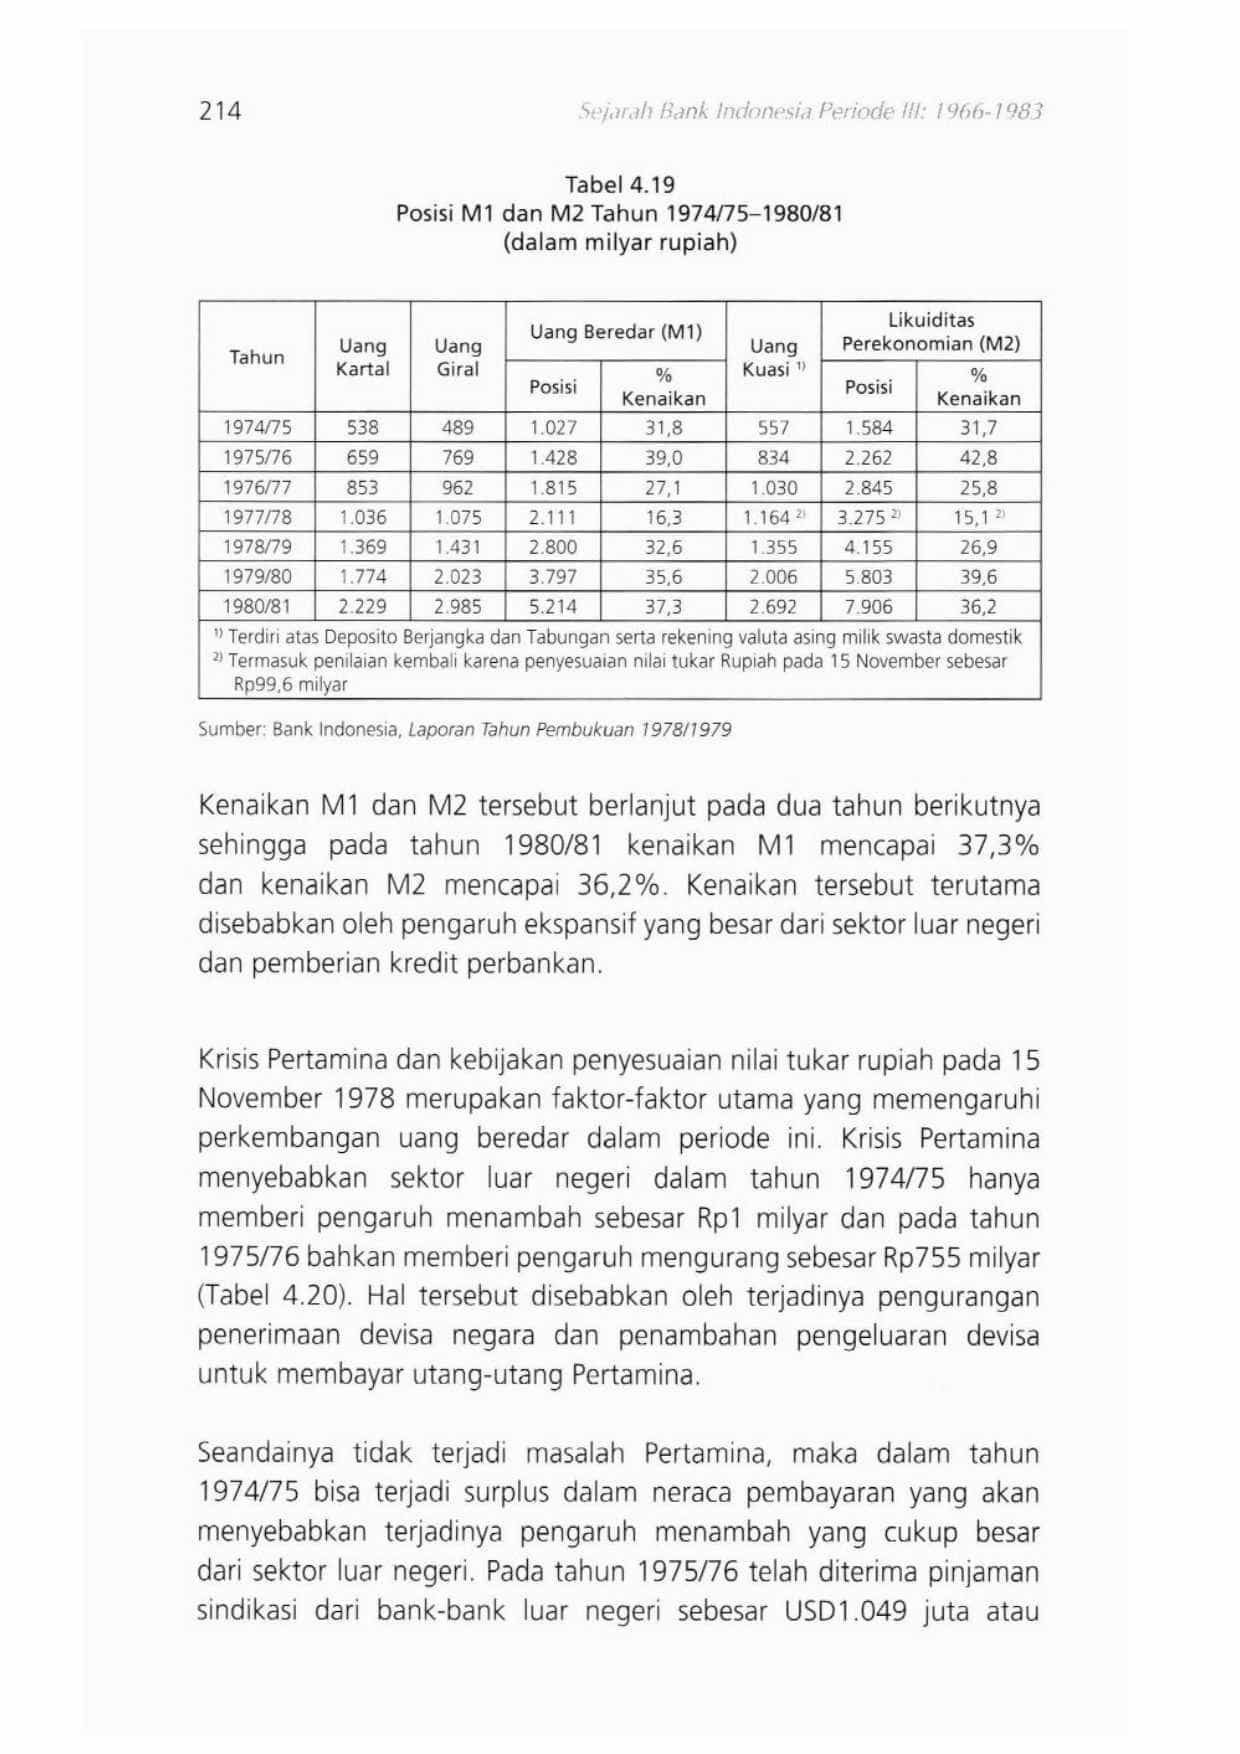 214
Sejarah Bank Indonesia Periode III: 1966-1983
Tabel 4.19
Posisi M1 dan M2 Tahun 1974/75–1980/81
(dalam milyar rupiah)
Tahun | Uang Kartal | Uang Giral | Uang Beredar (M1) | Uang Kuasi 1) | Likuiditas Perekonomian (M2)
Posisi | % Kenaikan | Posisi | % Kenaikan
1974/75 | 538 | 489 | 1.027 | 31,8 | 557 | 1.584 | 31,7
1975/76 | 659 | 769 | 1.428 | 39,0 | 834 | 2.262 | 42,8
1976/77 | 853 | 962 | 1.815 | 27,1 | 1.030 | 2.845 | 25,8
1977/78 | 1.036 | 1.075 | 2.111 | 16,3 | 1.164 2) | 3.275 2) | 15,1 2)
1978/79 | 1.369 | 1.431 | 2.800 | 32,6 | 1.355 | 4.155 | 26,9
1979/80 | 1.774 | 2.023 | 3.797 | 35,6 | 2.006 | 5.803 | 39,6
1980/81 | 2.229 | 2.985 | 5.214 | 37,3 | 2.692 | 7.906 | 36,2
1) Terdiri atas Deposito Berjangka dan Tabungan serta rekening valuta asing milik swasta domestik
2) Termasuk penilaian kembali karena penyesuaian nilai tukar Rupiah pada 15 November sebesar
Rp99,6 milyar
Sumber: Bank Indonesia, Laporan Tahun Pembukuan 1978/1979
Kenaikan M1 dan M2 tersebut berlanjut pada dua tahun berikutnya
sehingga pada tahun 1980/81 kenaikan M1 mencapai 37,3%
dan kenaikan M2 mencapai 36,2%. Kenaikan tersebut terutama
disebabkan oleh pengaruh ekspansif yang besar dari sektor luar negeri
dan pemberian kredit perbankan.
Krisis Pertamina dan kebijakan penyesuaian nilai tukar rupiah pada 15
November 1978 merupakan faktor-faktor utama yang memengaruhi
perkembangan uang beredar dalam periode ini. Krisis Pertamina
menyebabkan sektor luar negeri dalam tahun 1974/75 hanya
memberi pengaruh menambah sebesar Rp1 milyar dan pada tahun
1975/76 bahkan memberi pengaruh mengurang sebesar Rp755 milyar
(Tabel 4.20). Hal tersebut disebabkan oleh terjadinya pengurangan
penerimaan devisa negara dan penambahan pengeluaran devisa
untuk membayar utang-utang Pertamina.
Seandainya tidak terjadi masalah Pertamina, maka dalam tahun
1974/75 bisa terjadi surplus dalam neraca pembayaran yang akan
menyebabkan terjadinya pengaruh menambah yang cukup besar
dari sektor luar negeri. Pada tahun 1975/76 telah diterima pinjaman
sindikasi dari bank-bank luar negeri sebesar USD1.049 juta atau